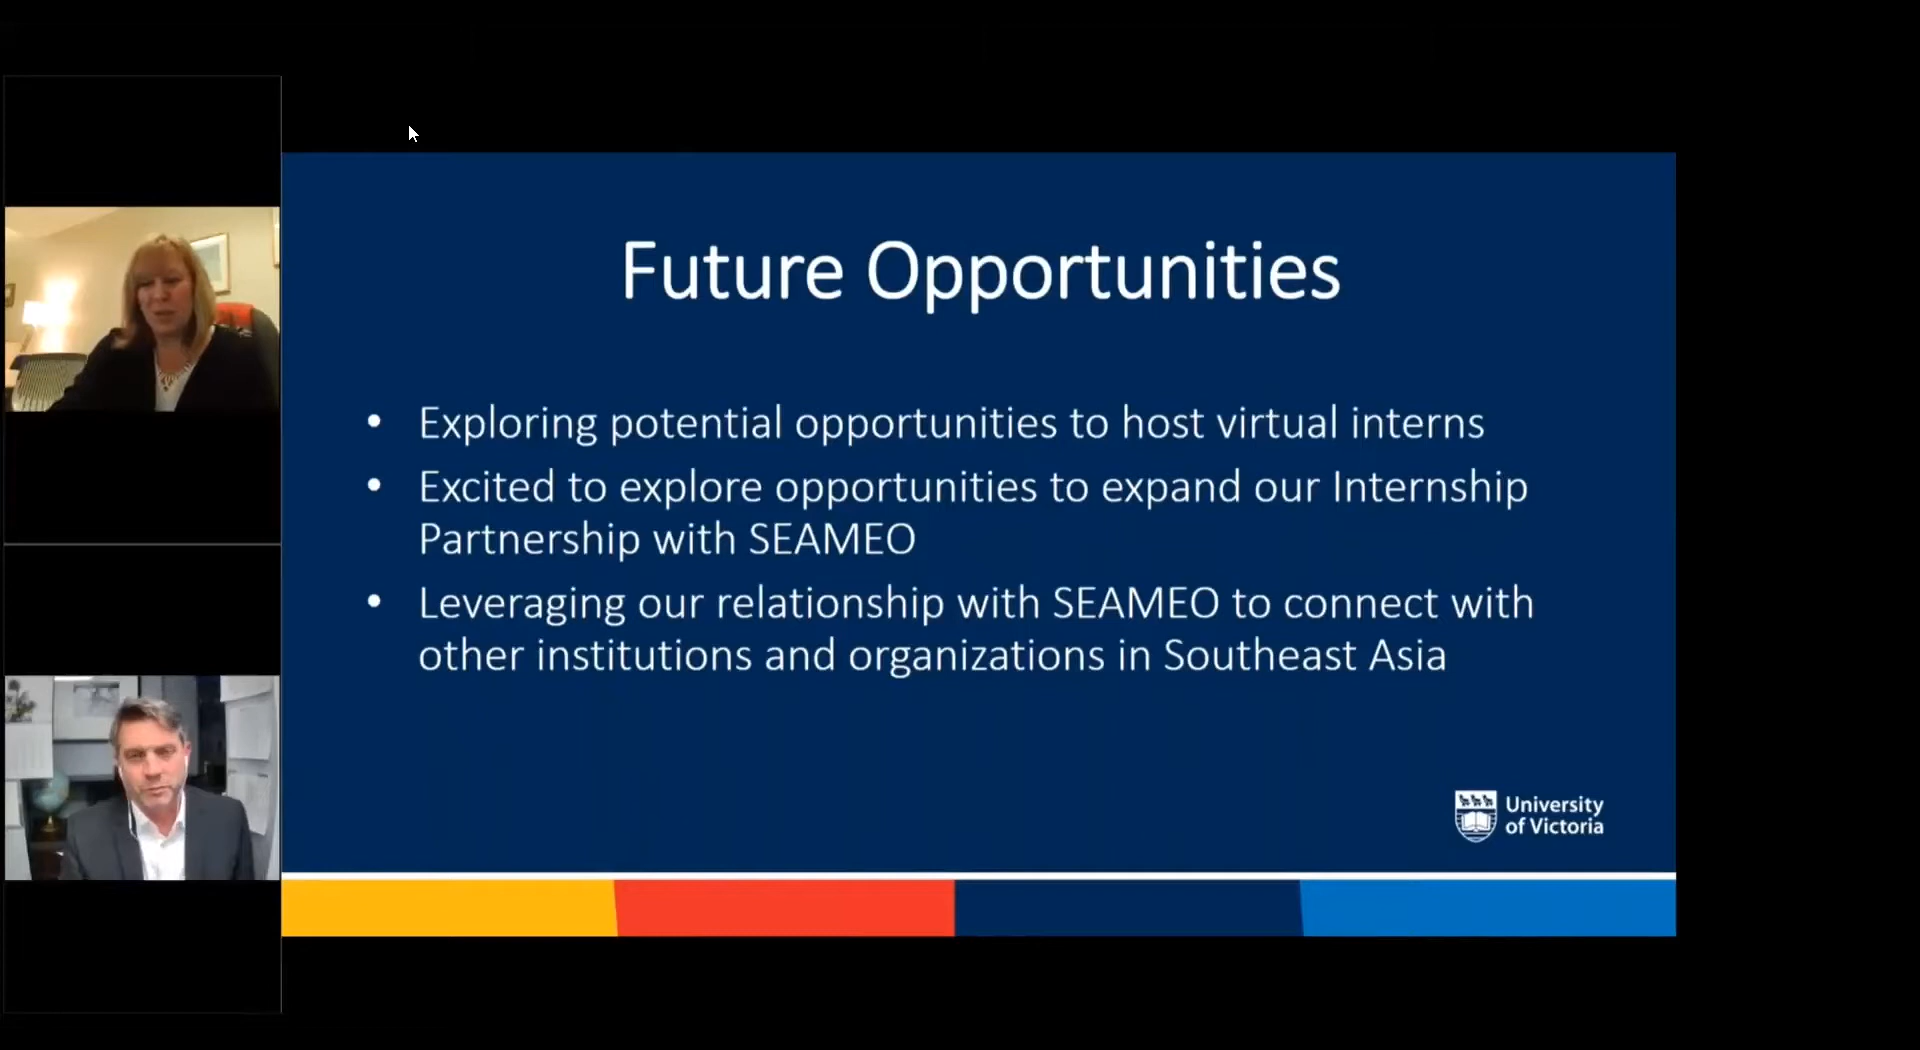 Future Opportunities
• Exploring potential opportunities to host virtual interns
• Excited to explore opportunities to expand our Internship
Partnership with SEAMEO
• Leveraging our relationship with SEAMEO to connect with
other institutions and organizations in Southeast Asia
University
of Victoria